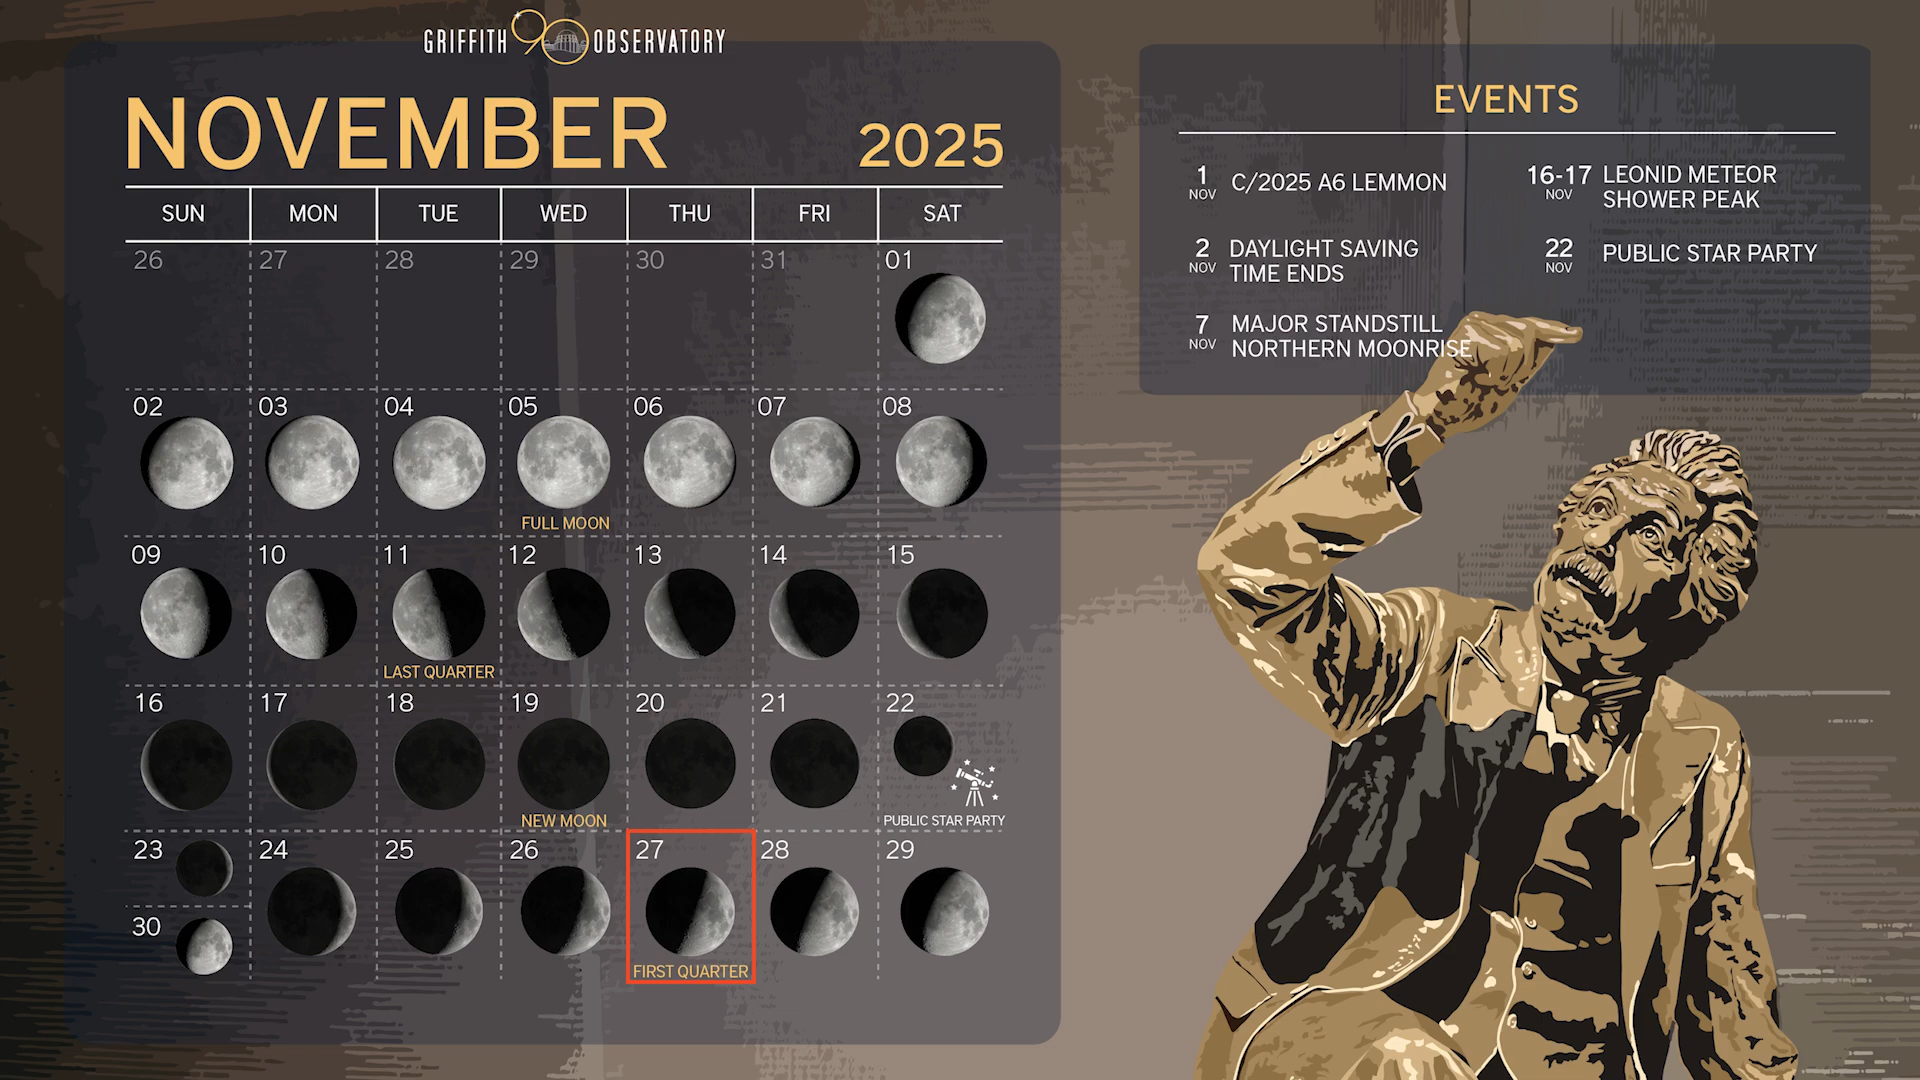 GRIFFITH 90 OBSERVATORY
NOVEMBER 2025
SUN MON TUE WED THU FRI SAT
26 27 28 29 30 31 01
02 03 04 05 06 07 08
FULL MOON
09 10 11 12 13 14 15
LAST QUARTER
16 17 18 19 20 21 22
NEW MOON PUBLIC STAR PARTY
23 24 25 26 27 28 29
30
FIRST QUARTER
EVENTS
1 NOV C/2025 A6 LEMMON
2 NOV DAYLIGHT SAVING
TIME ENDS
7 NOV MAJOR STANDSTILL
NORTHERN MOONRISE
16-17 NOV LEONID METEOR
SHOWER PEAK
22 NOV PUBLIC STAR PARTY